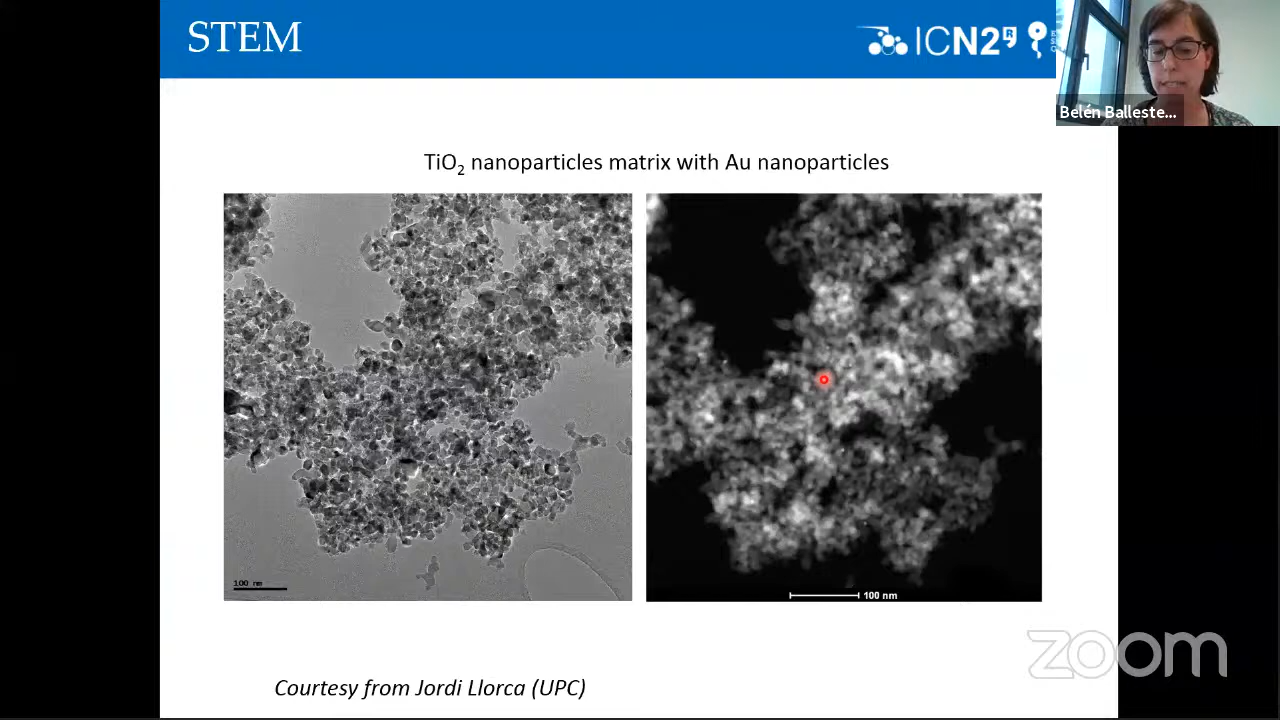 STEM
ICN2
Belén Balleste...
TiO2 nanoparticles matrix with Au nanoparticles
100 nm
100 nm
zoom
Courtesy from Jordi Llorca (UPC)